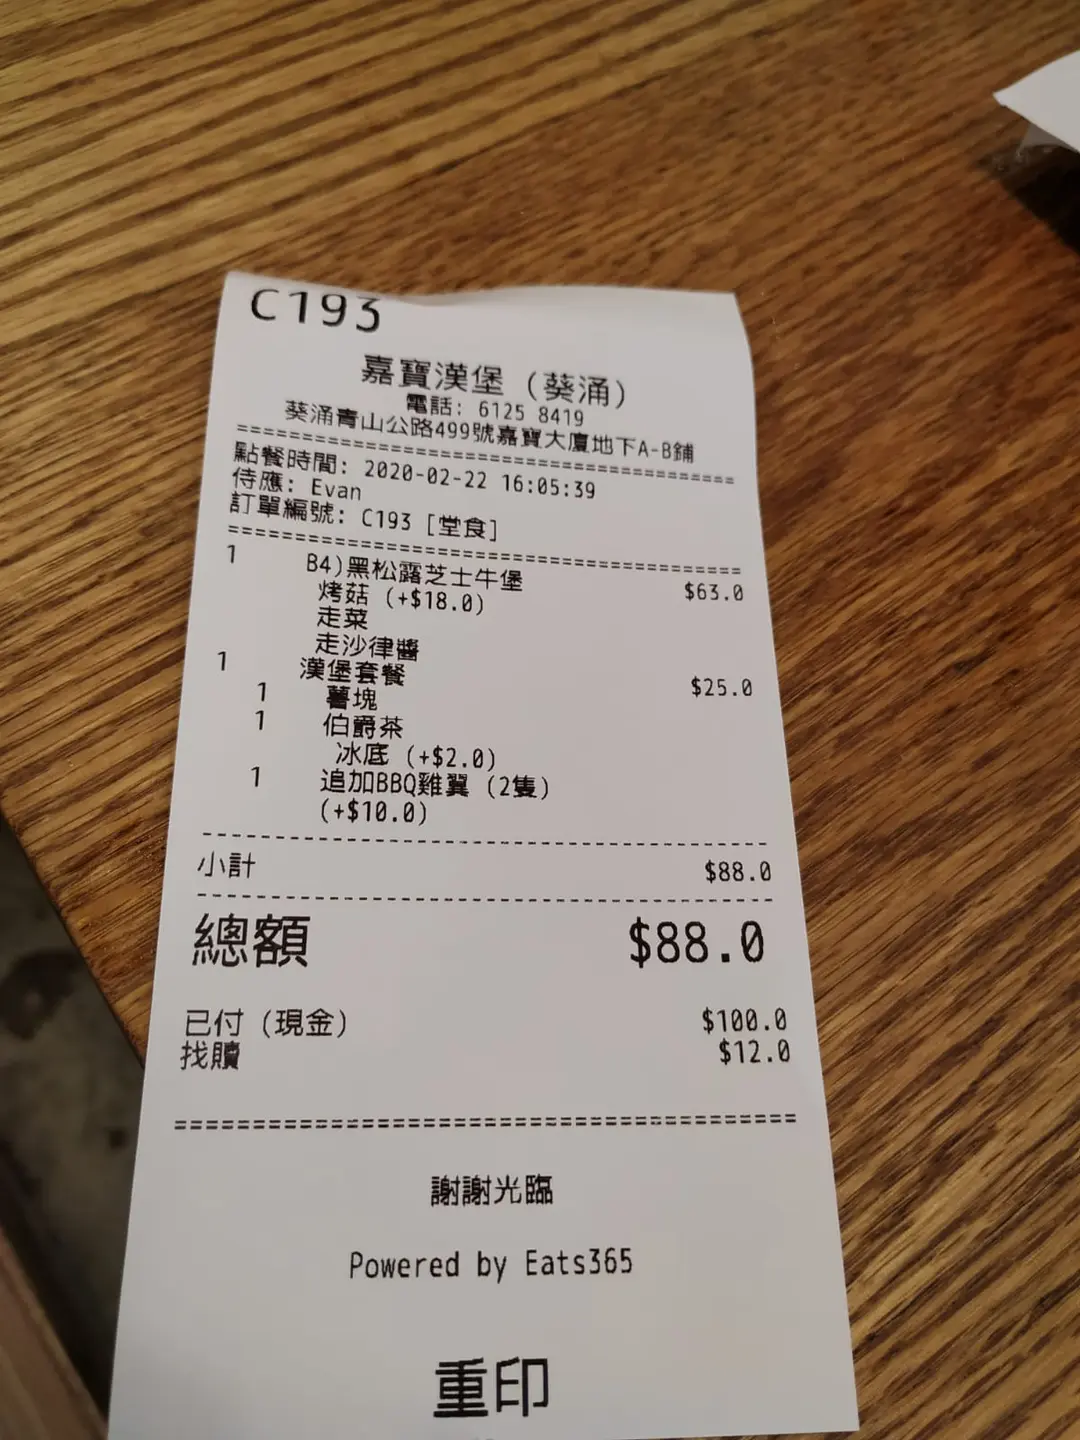 C193
嘉寶漢堡 (葵涌)
電話: 6125 8419
葵涌青山公路499號嘉寶大廈地下A-B鋪
點餐時間: 2020-02-22 16:05:39
侍應: Evan
訂單編號: C193 [堂食]
1 B4)黑松露芝士牛堡 $63.0
烤菇 (+$18.0)
走菜
走沙律醬
1 漢堡套餐 $25.0
1 薯塊
1 伯爵茶
冰底 (+$2.0)
1 追加BBQ雞翼 (2隻)
(+$10.0)
小計 $88.0
總額 $88.0
已付 (現金) $100.0
找贖 $12.0
謝謝光臨
Powered by Eats365
重印